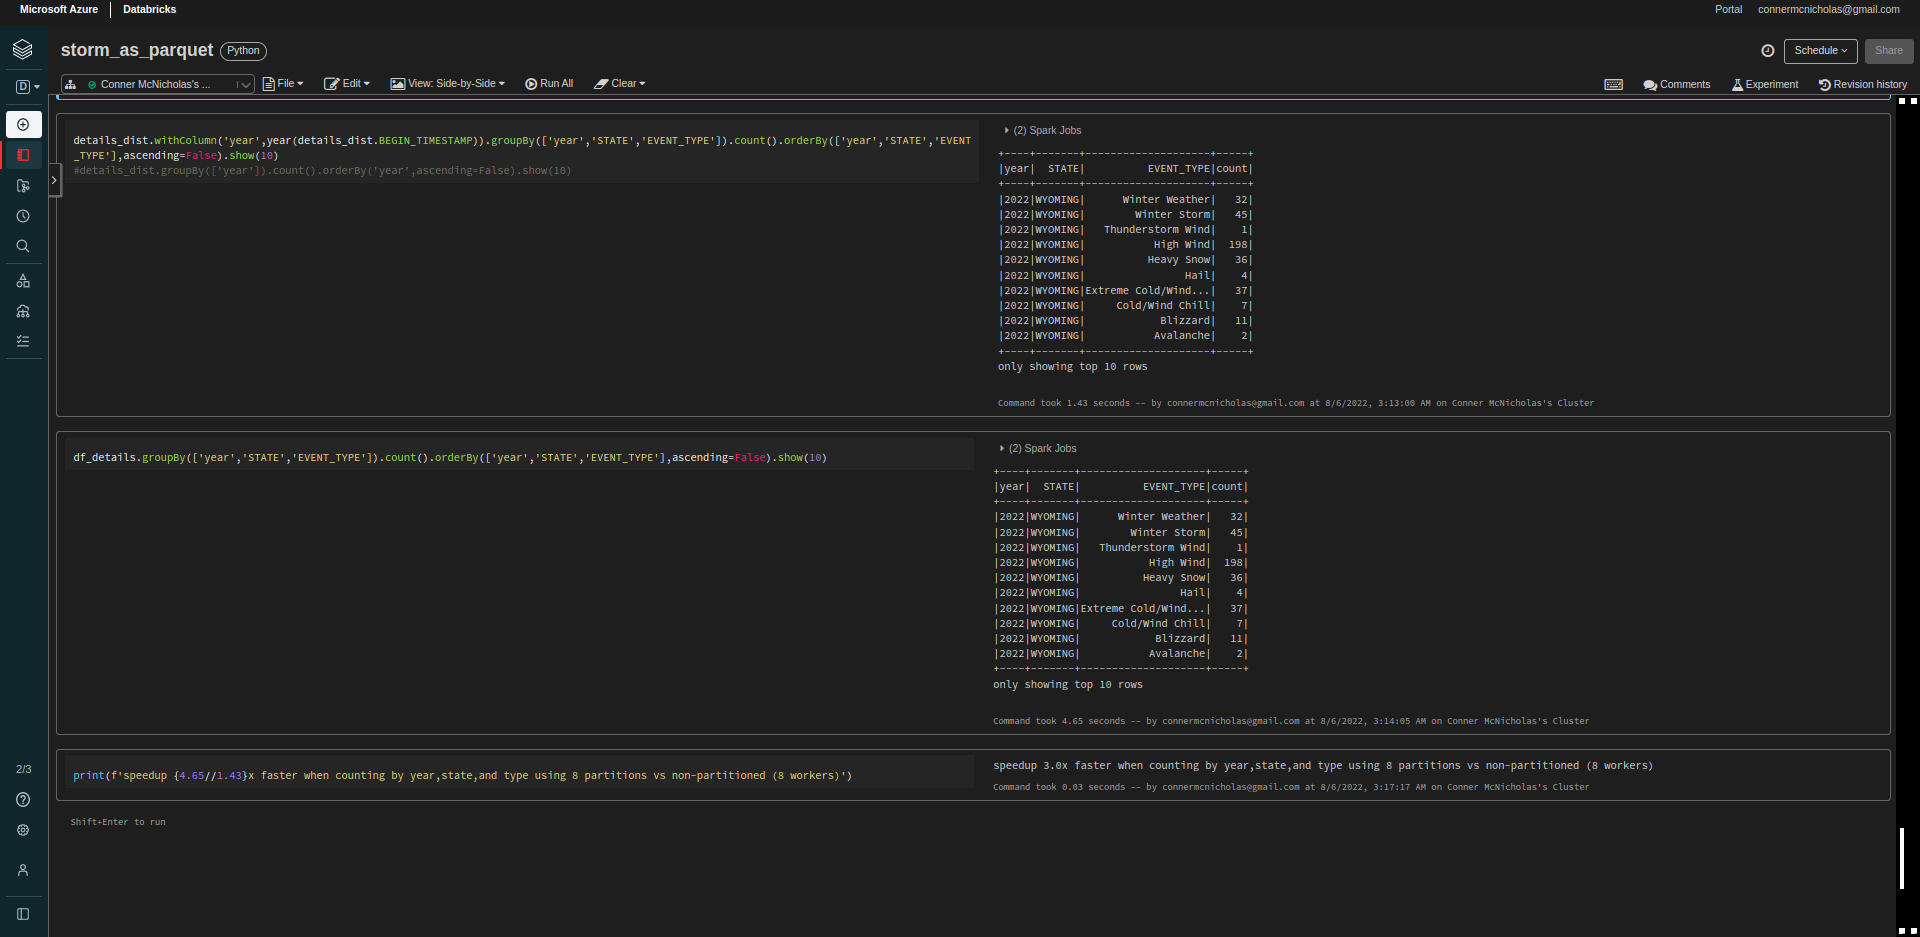 Microsoft Azure | Databricks
Portal connermcnicholas@gmail.com
storm_as_parquet Python
Schedule Share
Conner McNicholas's ... File Edit View: Side-by-Side Run All Clear
Comments Experiment Revision history
D
details_dist.withColumn('year',year(details_dist.BEGIN_TIMESTAMP)).groupBy(['year','STATE','EVENT_TYPE']).count().orderBy(['year','STATE','EVENT
_TYPE'],ascending=False).show(10)
#details_dist.groupBy(['year']).count().orderBy('year',ascending=False).show(10)
(2) Spark Jobs
+----+-------+--------------------+-----+
|year|  STATE|          EVENT_TYPE|count|
+----+-------+--------------------+-----+
|2022|WYOMING|      Winter Weather|   32|
|2022|WYOMING|        Winter Storm|   45|
|2022|WYOMING|   Thunderstorm Wind|    1|
|2022|WYOMING|           High Wind|  198|
|2022|WYOMING|          Heavy Snow|   36|
|2022|WYOMING|                Hail|    4|
|2022|WYOMING|Extreme Cold/Wind...|   37|
|2022|WYOMING|     Cold/Wind Chill|    7|
|2022|WYOMING|            Blizzard|   11|
|2022|WYOMING|           Avalanche|    2|
+----+-------+--------------------+-----+
only showing top 10 rows
Command took 1.43 seconds -- by connermcnicholas@gmail.com at 8/6/2022, 3:13:00 AM on Conner McNicholas's Cluster
df_details.groupBy(['year','STATE','EVENT_TYPE']).count().orderBy(['year','STATE','EVENT_TYPE'],ascending=False).show(10)
(2) Spark Jobs
+----+-------+--------------------+-----+
|year|  STATE|          EVENT_TYPE|count|
+----+-------+--------------------+-----+
|2022|WYOMING|      Winter Weather|   32|
|2022|WYOMING|        Winter Storm|   45|
|2022|WYOMING|   Thunderstorm Wind|    1|
|2022|WYOMING|           High Wind|  198|
|2022|WYOMING|          Heavy Snow|   36|
|2022|WYOMING|                Hail|    4|
|2022|WYOMING|Extreme Cold/Wind...|   37|
|2022|WYOMING|     Cold/Wind Chill|    7|
|2022|WYOMING|            Blizzard|   11|
|2022|WYOMING|           Avalanche|    2|
+----+-------+--------------------+-----+
only showing top 10 rows
Command took 4.65 seconds -- by connermcnicholas@gmail.com at 8/6/2022, 3:14:05 AM on Conner McNicholas's Cluster
print(f'speedup {4.65//1.43}x faster when counting by year,state,and type using 8 partitions vs non-partitioned (8 workers)')
speedup 3.0x faster when counting by year,state,and type using 8 partitions vs non-partitioned (8 workers)
Command took 0.03 seconds -- by connermcnicholas@gmail.com at 8/6/2022, 3:17:17 AM on Conner McNicholas's Cluster
2/3
Shift+Enter to run